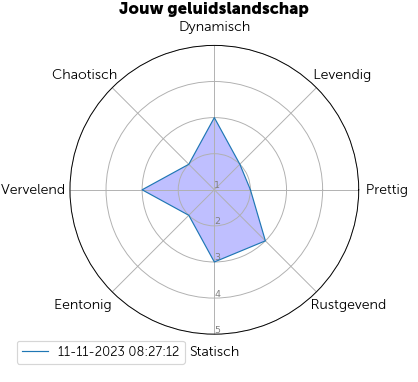 Jouw geluidslandschap
Dynamisch
Chaotisch
Levendig
Vervelend
1
Prettig
2
3
4
Eentonig
Rustgevend
5
11-11-2023 08:27:12
Statisch